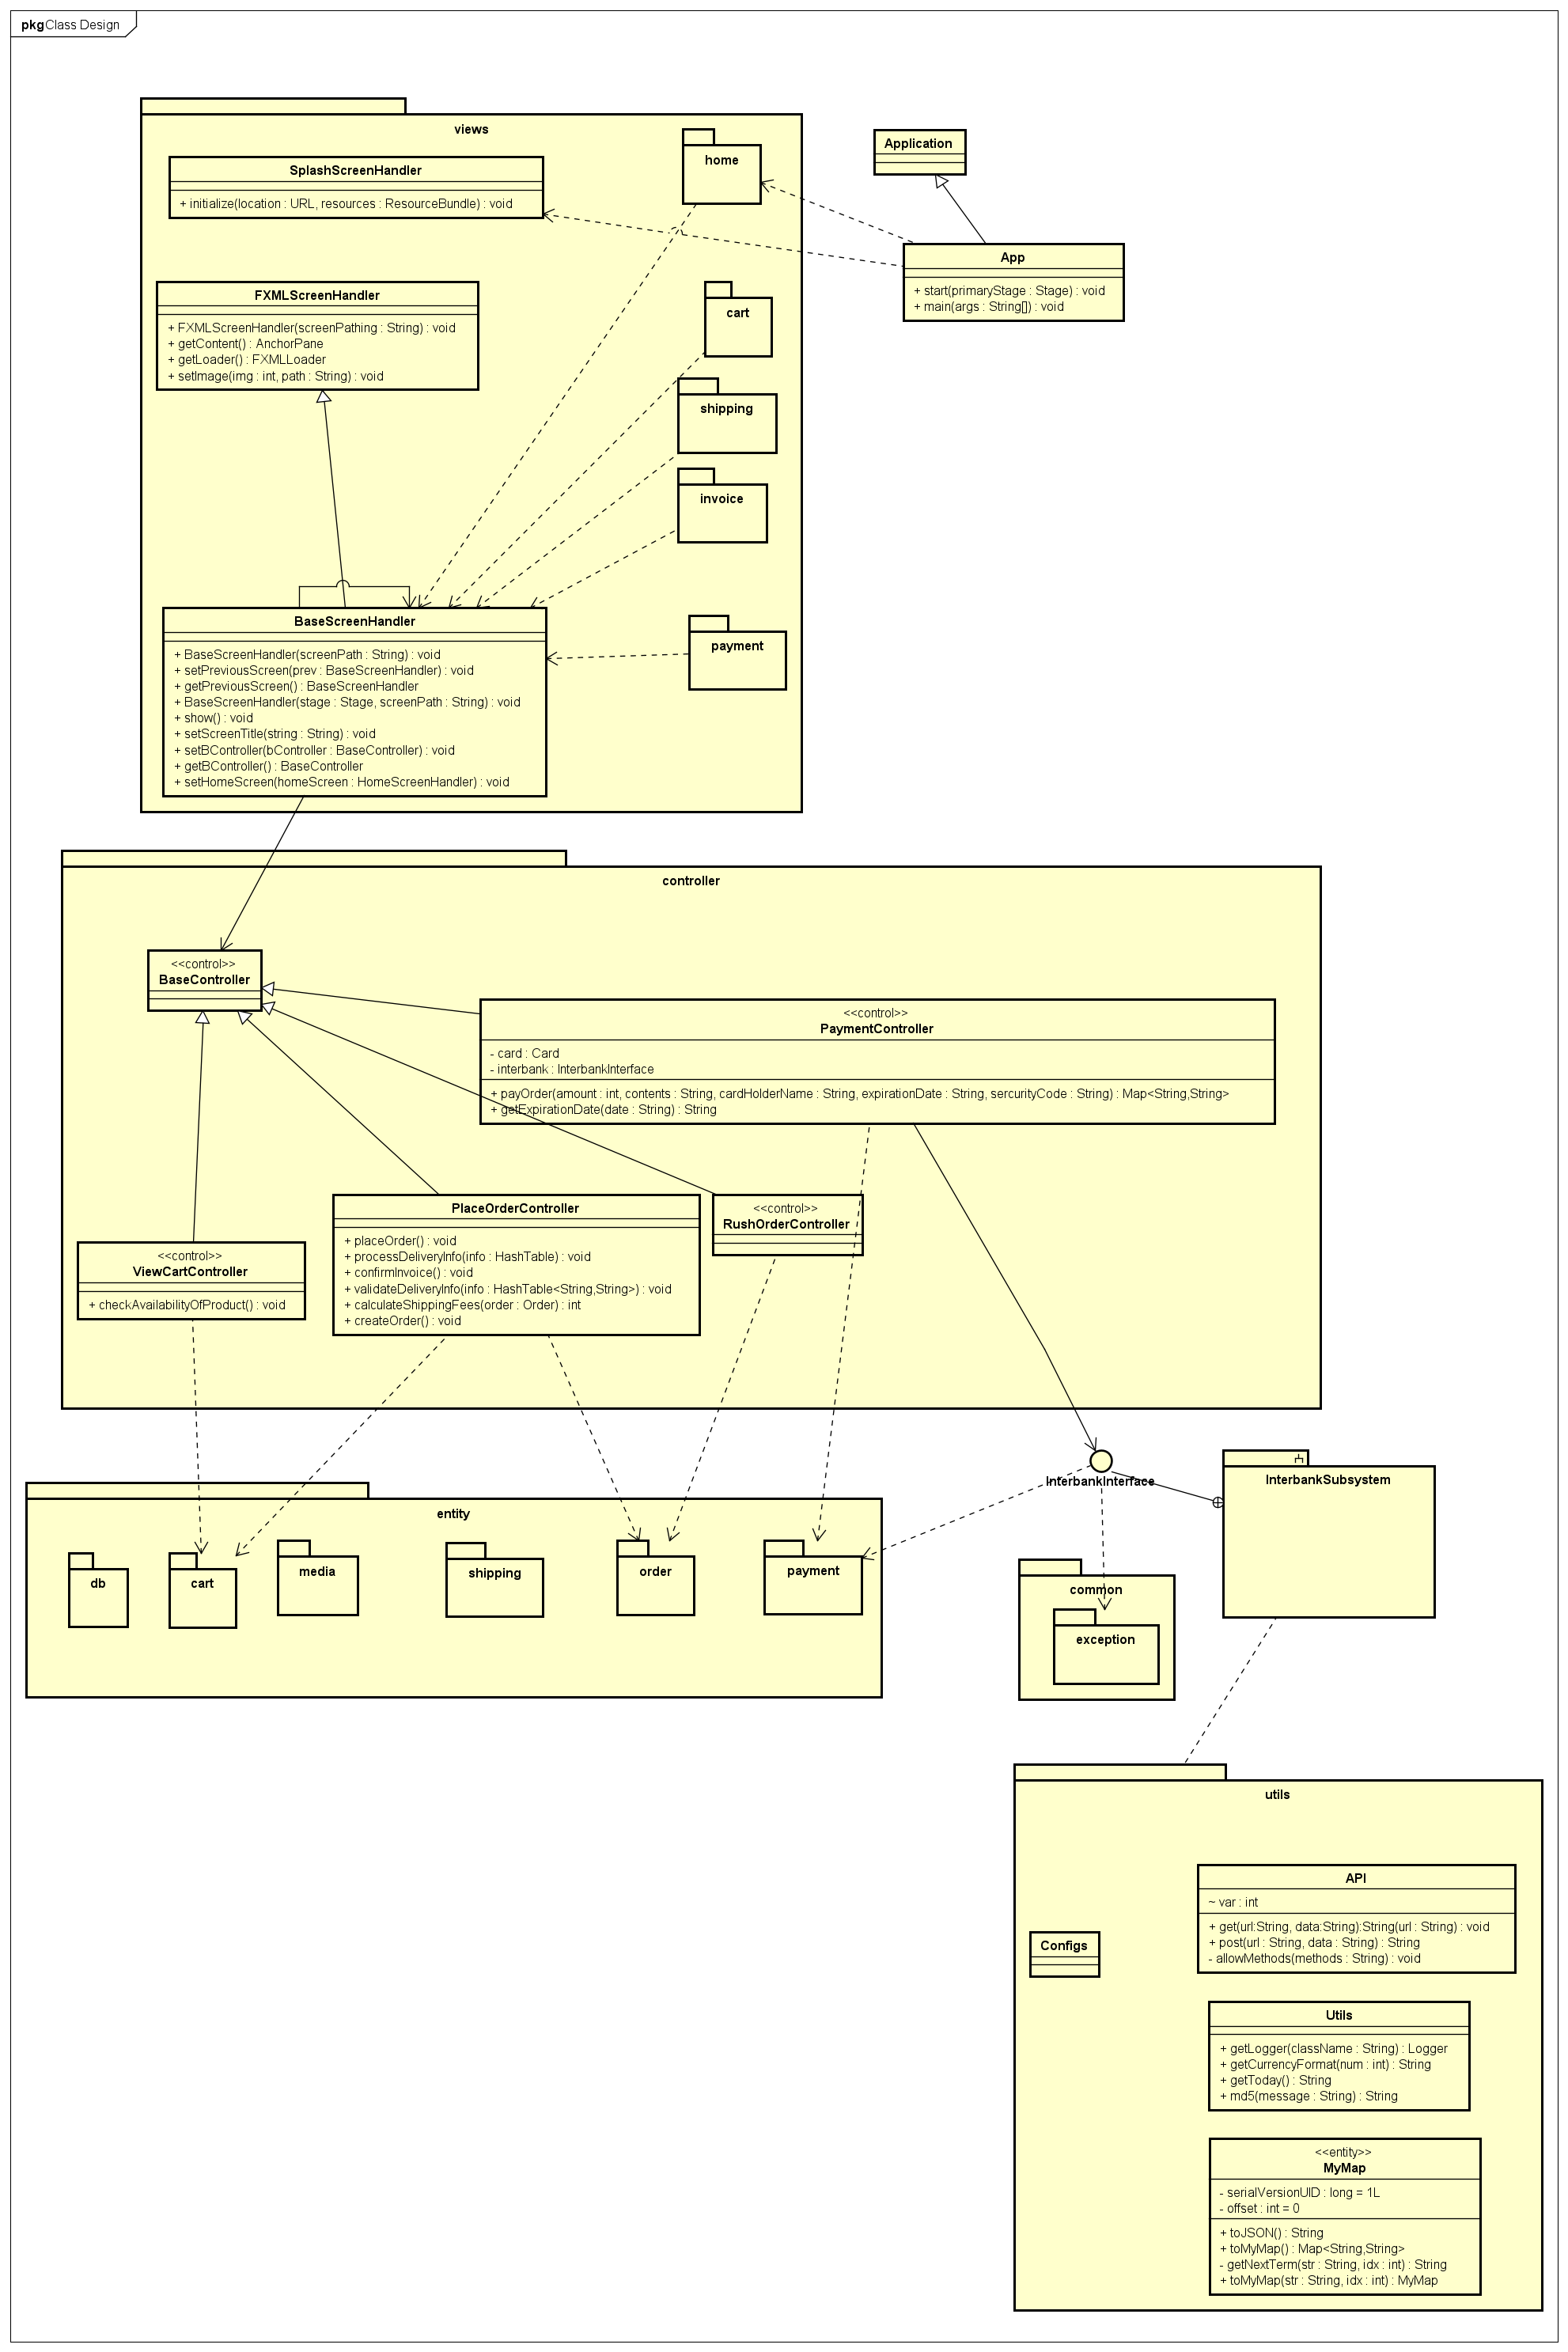 pkg Class Design
views
SplashScreenHandler
+ initialize(location : URL, resources : ResourceBundle) : void
home
Application
App
+ start(primaryStage : Stage) : void
+ main(args : String[]) : void
FXMLScreenHandler
+ FXMLScreenHandler(screenPathing : String) : void
+ getContent() : AnchorPane
+ getLoader() : FXMLLoader
+ setImage(img : int, path : String) : void
cart
shipping
invoice
payment
BaseScreenHandler
+ BaseScreenHandler(screenPath : String) : void
+ setPreviousScreen(prev : BaseScreenHandler) : void
+ getPreviousScreen() : BaseScreenHandler
+ BaseScreenHandler(stage : Stage, screenPath : String) : void
+ show() : void
+ setScreenTitle(string : String) : void
+ setBController(bController : BaseController) : void
+ getBController() : BaseController
+ setHomeScreen(homeScreen : HomeScreenHandler) : void
controller
<<control>>
BaseController
<<control>>
PaymentController
- card : Card
- interbank : InterbankInterface
+ payOrder(amount : int, contents : String, cardHolderName : String, expirationDate : String, sercurityCode : String) : Map<String,String>
+ getExpirationDate(date : String) : String
<<control>>
ViewCartController
+ checkAvailabilityOfProduct() : void
PlaceOrderController
+ placeOrder() : void
+ processDeliveryInfo(info : HashTable) : void
+ confirmInvoice() : void
+ validateDeliveryInfo(info : HashTable<String,String>) : void
+ calculateShippingFees(order : Order) : int
+ createOrder() : void
<<control>>
RushOrderController
InterbankInterface
InterbankSubsystem
entity
db
cart
media
shipping
order
payment
common
exception
utils
Configs
API
~ var : int
+ get(url:String, data:String):String(url : String) : void
+ post(url : String, data : String) : String
- allowMethods(methods : String) : void
Utils
+ getLogger(className : String) : Logger
+ getCurrencyFormat(num : int) : String
+ getToday() : String
+ md5(message : String) : String
<<entity>>
MyMap
- serialVersionUID : long = 1L
- offset : int = 0
+ toJSON() : String
+ toMyMap() : Map<String,String>
- getNextTerm(str : String, idx : int) : String
+ toMyMap(str : String, idx : int) : MyMap